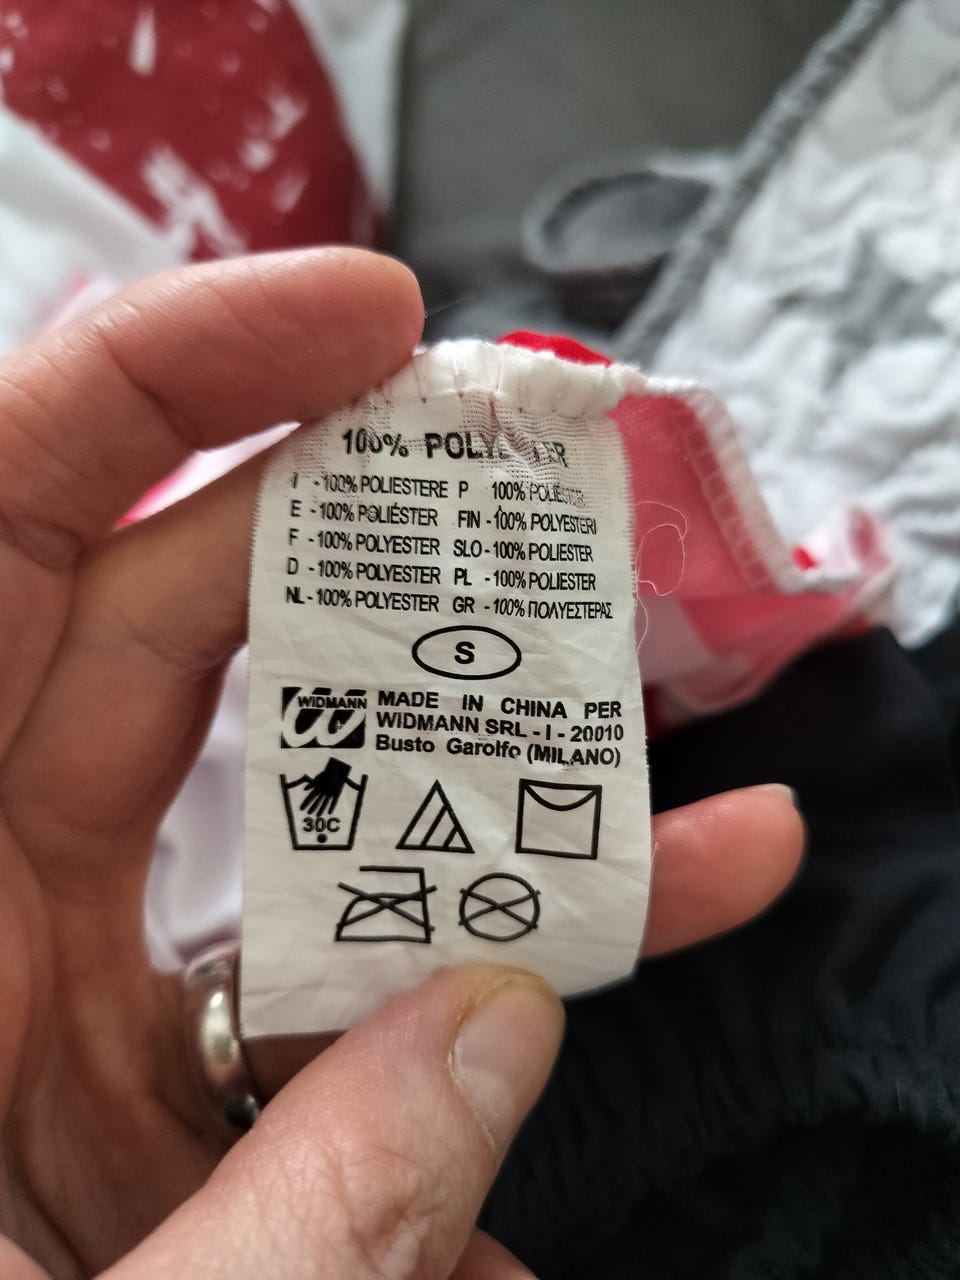 100% POLYESTER
I - 100% POLIESTERE P 100% POLIÉSTER
E - 100% POLIÉSTER FIN - 100% POLYESTERI
F - 100% POLYESTER SLO - 100% POLIESTER
D - 100% POLYESTER PL - 100% POLIESTER
NL - 100% POLYESTER GR - 100% ΠΟΛΥΕΣΤΕΡΑΣ
S
WIDMANN
MADE IN CHINA PER
WIDMANN SRL - I - 20010
Busto Garolfo (MILANO)
30C